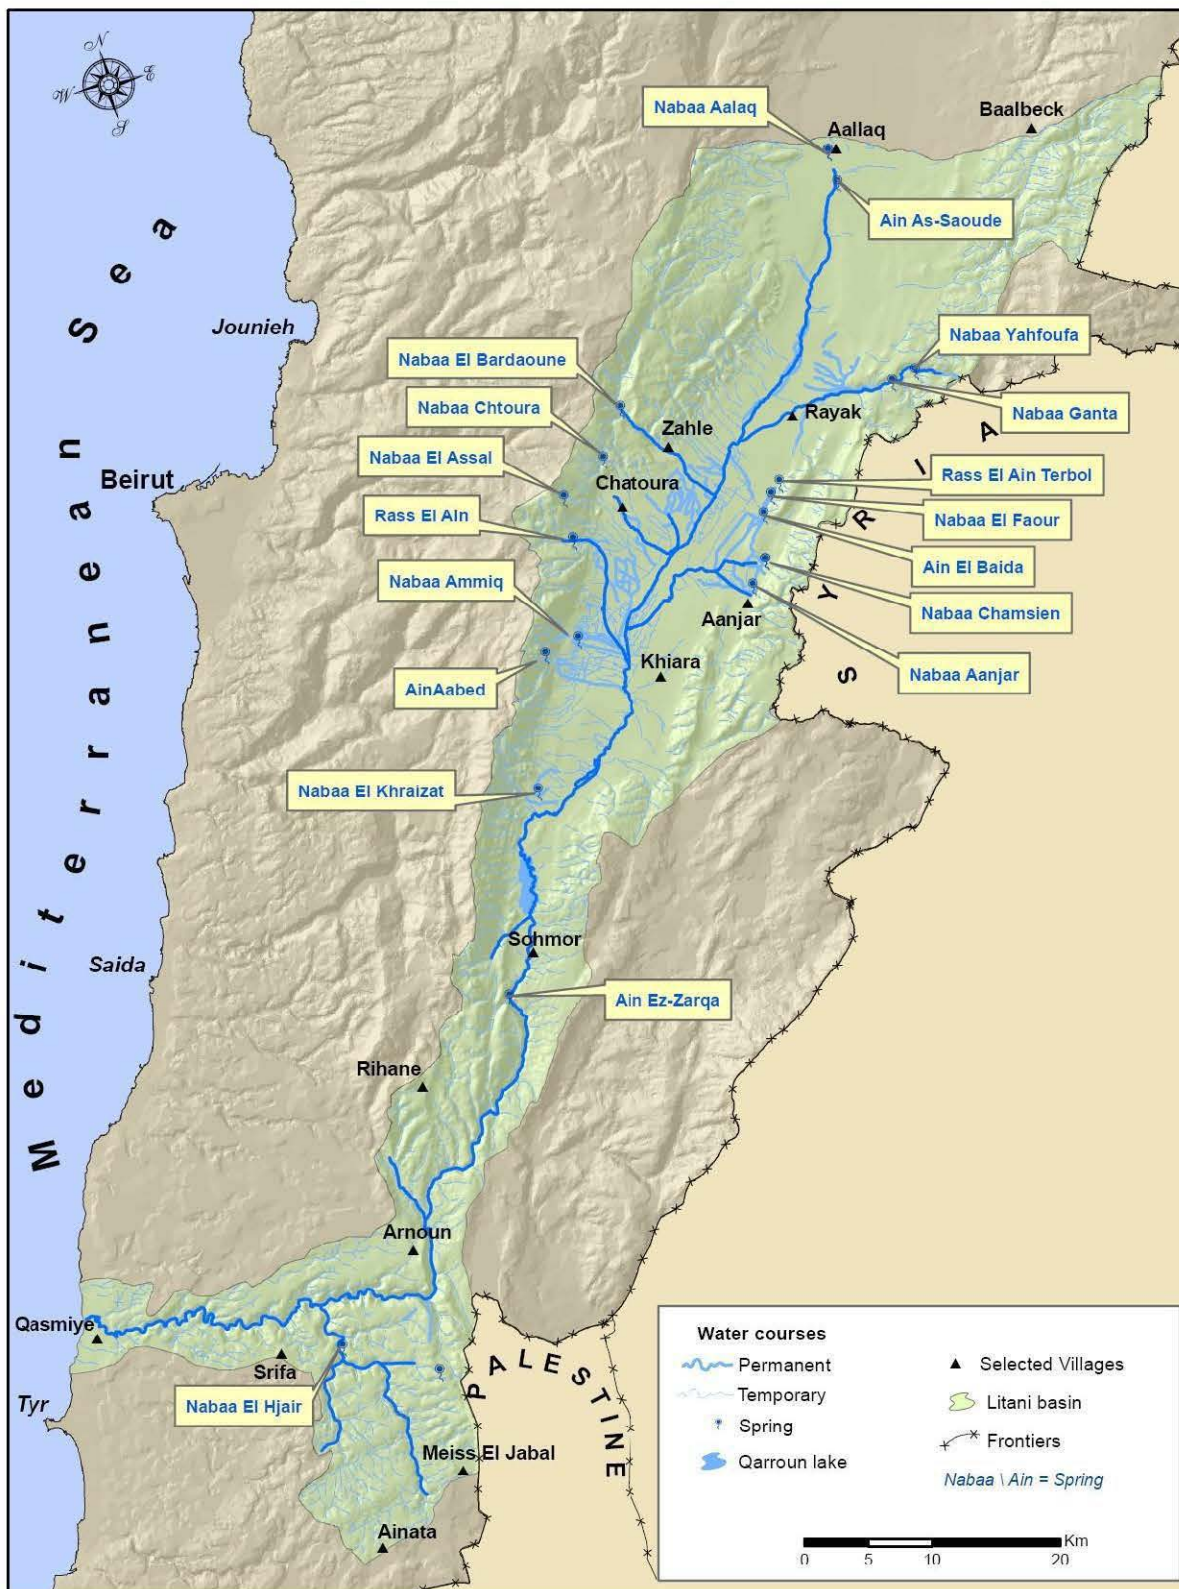 N
E
W
S
Nabaa Aalaq
Aallaq
Baalbeck
Ain As-Saoude
Mediterranean Sea
Jounieh
Nabaa Yahfoufa
Nabaa El Bardaoune
Nabaa Ganta
Nabaa Chtoura
Rayak
Zahle
SYRIA
Nabaa El Assal
Beirut
Chatoura
Rass El Ain Terbol
Rass El Ain
Nabaa El Faour
Ain El Baida
Nabaa Ammiq
Aanjar
Nabaa Chamsien
Khiara
Nabaa Aanjar
AinAabed
Nabaa El Khraizat
Sohmor
Saida
Ain Ez-Zarqa
Rihane
Arnoun
Qasmiye
Srifa
PALESTINE
Tyr
Nabaa El Hjair
Meiss El Jabal
Ainata
Water courses
Permanent
Temporary
Spring
Qarroun lake
Selected Villages
Litani basin
Frontiers
Nabaa \ Ain = Spring
Km
0 5 10 20